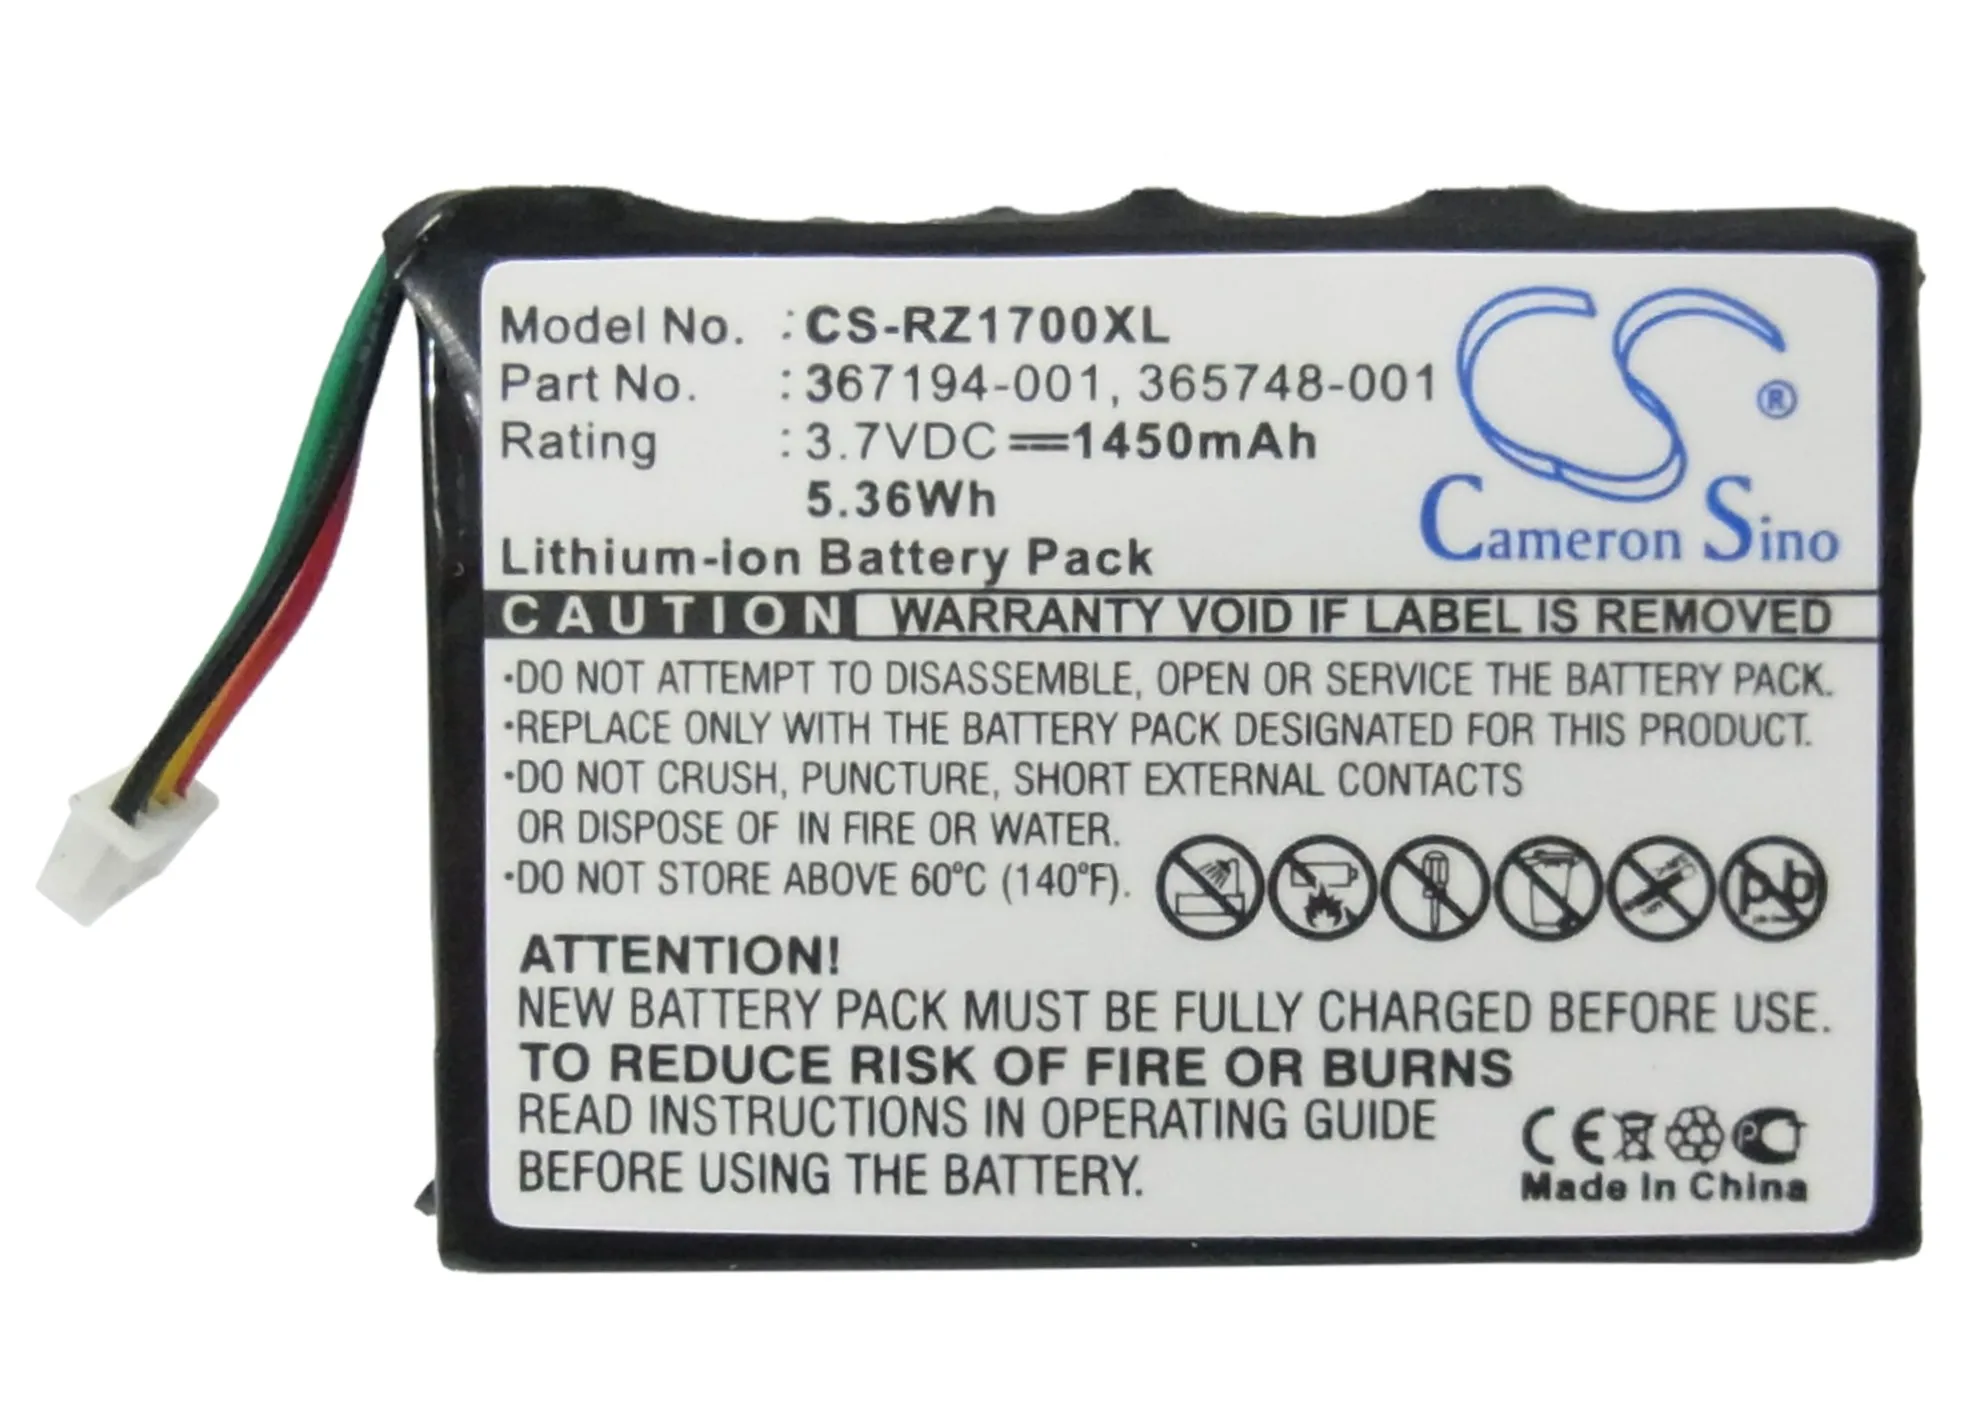 Model No. : CS-RZ1700XL
Part No. : 367194-001, 365748-001
Rating : 3.7VDC ⎓ 1450mAh
5.36Wh
Lithium-ion Battery Pack
CS ®
Cameron Sino
CAUTION WARRANTY VOID IF LABEL IS REMOVED
·DO NOT ATTEMPT TO DISASSEMBLE, OPEN OR SERVICE THE BATTERY PACK.
·REPLACE ONLY WITH THE BATTERY PACK DESIGNATED FOR THIS PRODUCT.
·DO NOT CRUSH, PUNCTURE, SHORT EXTERNAL CONTACTS
OR DISPOSE OF IN FIRE OR WATER.
·DO NOT STORE ABOVE 60°C (140°F).
Pb
ATTENTION!
NEW BATTERY PACK MUST BE FULLY CHARGED BEFORE USE.
TO REDUCE RISK OF FIRE OR BURNS
READ INSTRUCTIONS IN OPERATING GUIDE
BEFORE USING THE BATTERY.
CE
Made In China